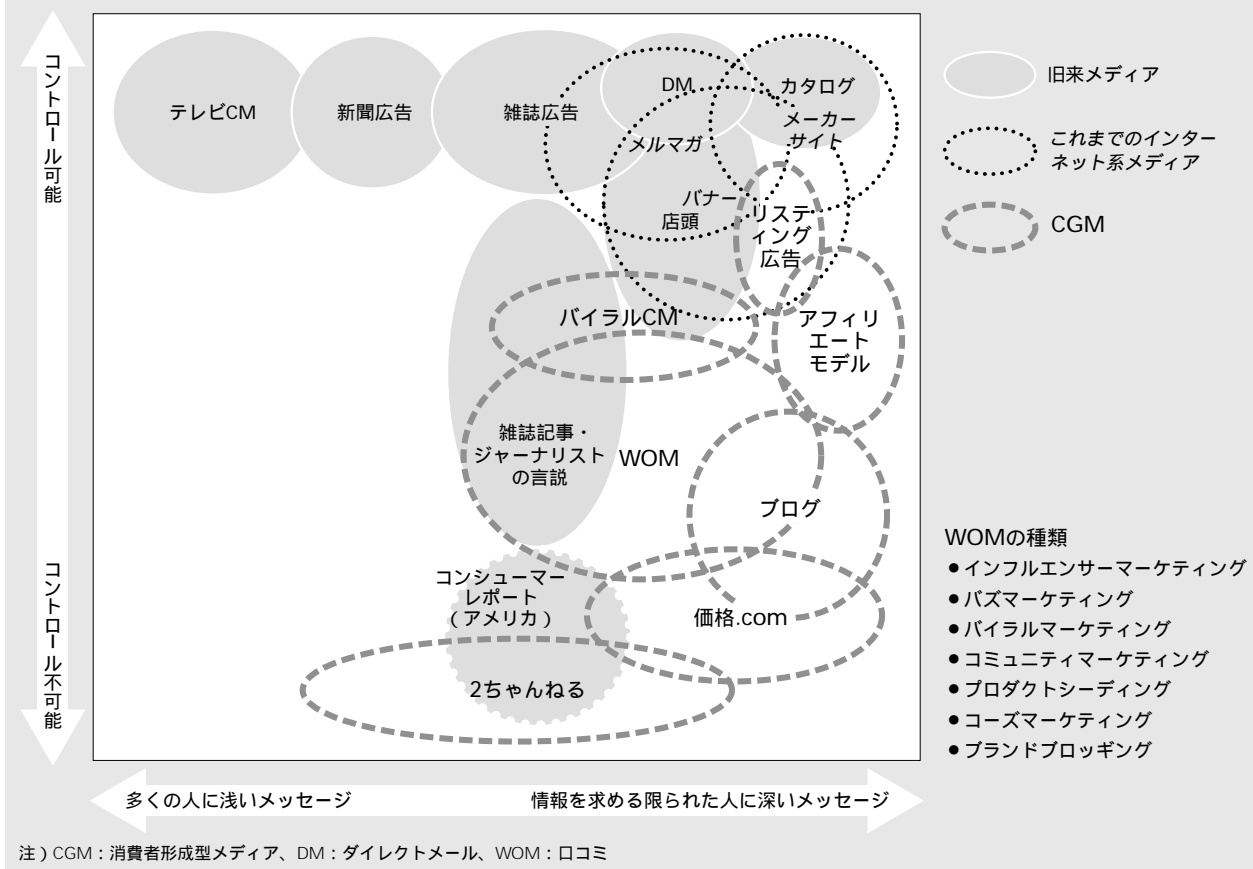 コントロール可能
コントロール不可能
テレビCM
新聞広告
雑誌広告
DM
カタログ
メーカー
サイト
メルマガ
バナー
店頭
リステ
ィング
広告
バイラルCM
アフィリ
エート
モデル
雑誌記事・
ジャーナリスト
の言説
WOM
ブログ
コンシューマー
レポート
(アメリカ)
価格.com
2ちゃんねる
多くの人に浅いメッセージ
情報を求める限られた人に深いメッセージ
旧来メディア
これまでのインター
ネット系メディア
CGM
WOMの種類
●インフルエンサーマーケティング
●バズマーケティング
●バイラルマーケティング
●コミュニティマーケティング
●プロダクトシーディング
●コーズマーケティング
●ブランドブロッギング
注)CGM:消費者形成型メディア、DM:ダイレクトメール、WOM:口コミ